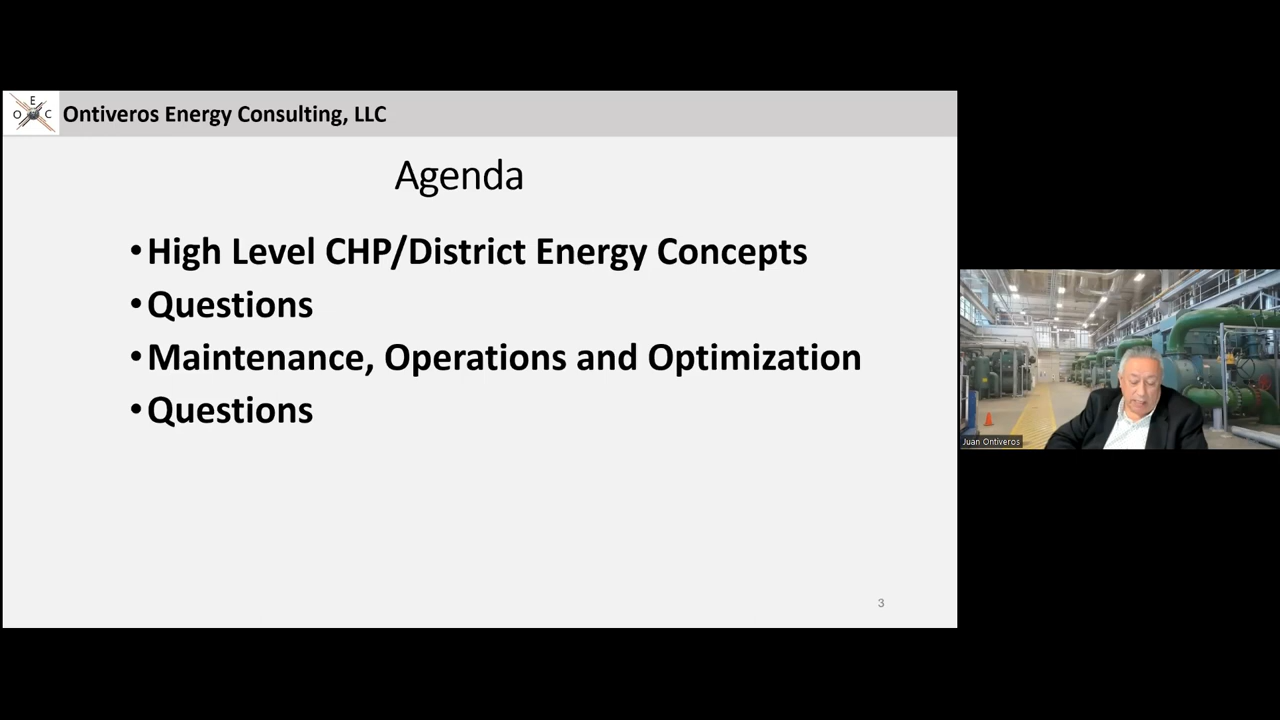 E
O C
Ontiveros Energy Consulting, LLC
Agenda
•High Level CHP/District Energy Concepts
•Questions
•Maintenance, Operations and Optimization
•Questions
3
Juan Ontiveros